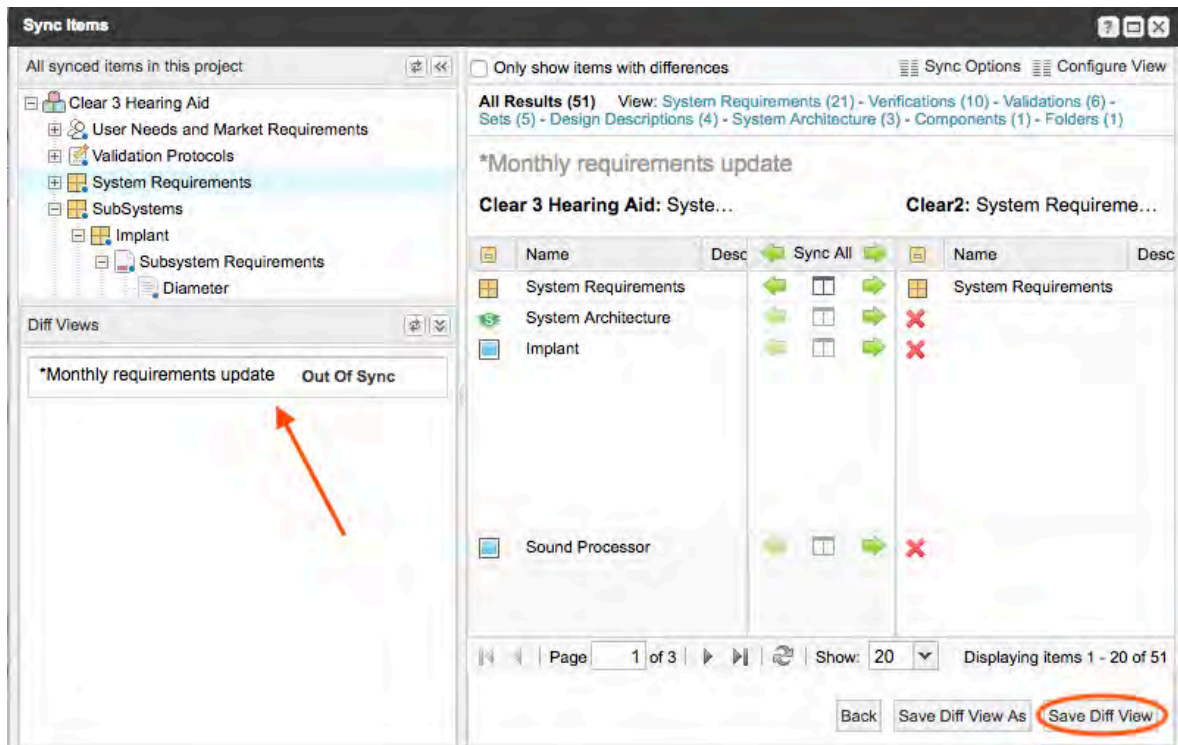 Sync Items
All synced items in this project
Clear 3 Hearing Aid
User Needs and Market Requirements
Validation Protocols
System Requirements
SubSystems
Implant
Subsystem Requirements
Diameter
Diff Views
*Monthly requirements update Out Of Sync
Only show items with differences Sync Options Configure View
All Results (51) View: System Requirements (21) - Verifications (10) - Validations (6) -
Sets (5) - Design Descriptions (4) - System Architecture (3) - Components (1) - Folders (1)
*Monthly requirements update
Clear 3 Hearing Aid: Syste... Clear2: System Requireme...
Name Desc Sync All Name Desc
System Requirements System Requirements
System Architecture
Implant
Sound Processor
Page 1 of 3 Show: 20 Displaying items 1 - 20 of 51
Back Save Diff View As Save Diff View